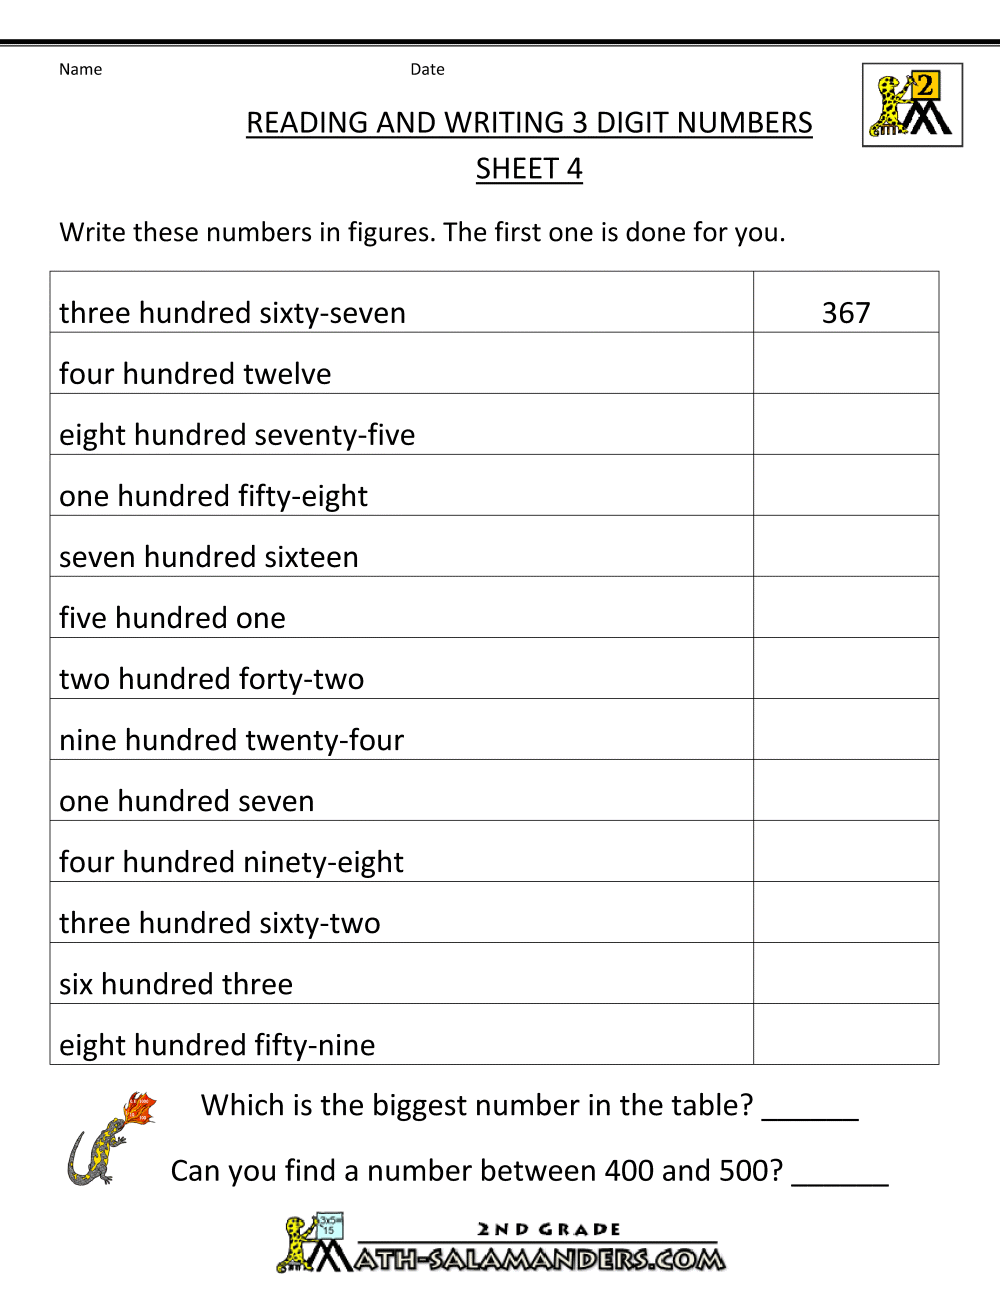 Name Date
2
READING AND WRITING 3 DIGIT NUMBERS
SHEET 4
Write these numbers in figures. The first one is done for you.
three hundred sixty-seven 367
four hundred twelve
eight hundred seventy-five
one hundred fifty-eight
seven hundred sixteen
five hundred one
two hundred forty-two
nine hundred twenty-four
one hundred seven
four hundred ninety-eight
three hundred sixty-two
six hundred three
eight hundred fifty-nine
Which is the biggest number in the table? ______
Can you find a number between 400 and 500? ______
3x5=
15
2ND GRADE
MATH-SALAMANDERS.COM